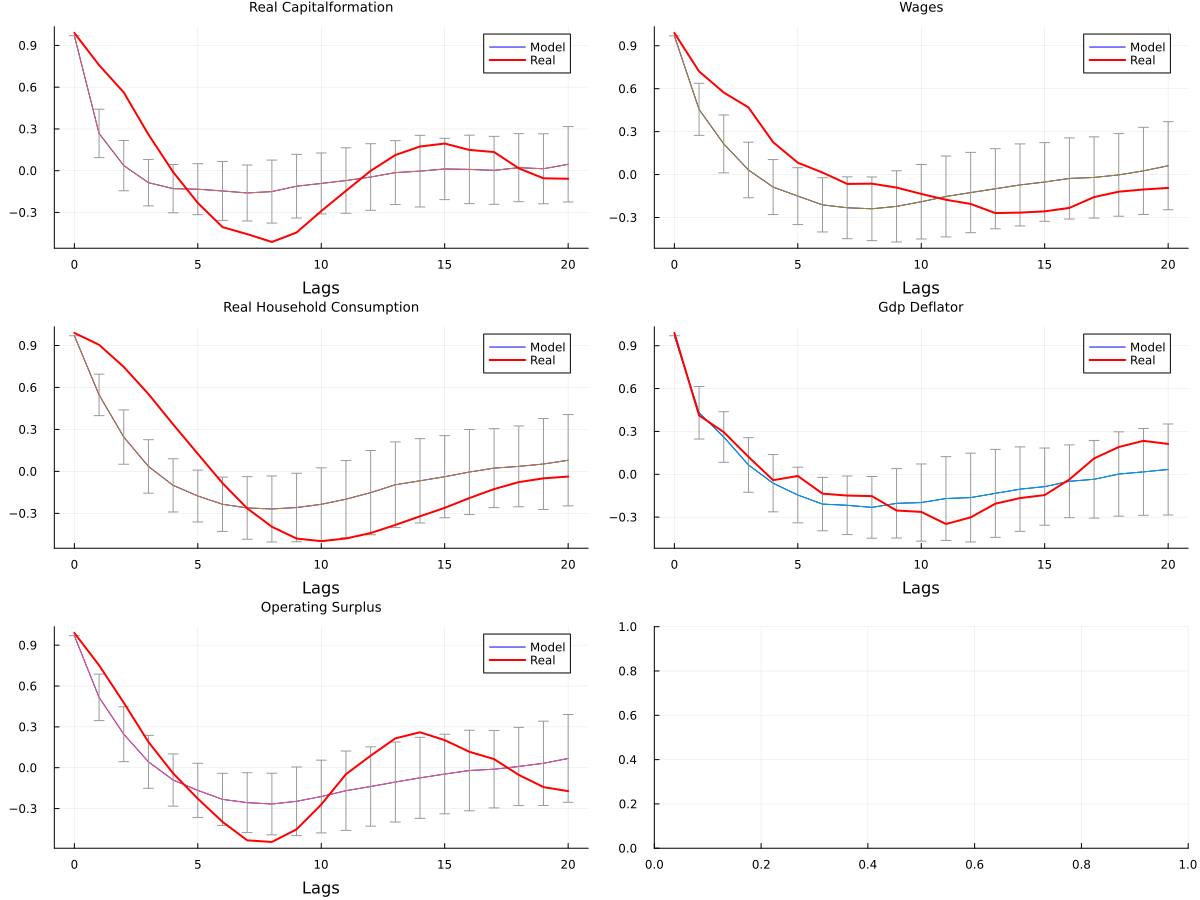 Real Capitalformation
0.9
0.6
0.3
0.0
−0.3
0 5 10 15 20
Lags
Model
Real
Wages
0.9
0.6
0.3
0.0
−0.3
0 5 10 15 20
Lags
Model
Real
Real Household Consumption
0.9
0.6
0.3
0.0
−0.3
0 5 10 15 20
Lags
Model
Real
Gdp Deflator
0.9
0.6
0.3
0.0
−0.3
0 5 10 15 20
Lags
Model
Real
Operating Surplus
0.9
0.6
0.3
0.0
−0.3
0 5 10 15 20
Lags
Model
Real
1.0
0.8
0.6
0.4
0.2
0.0
0.0 0.2 0.4 0.6 0.8 1.0